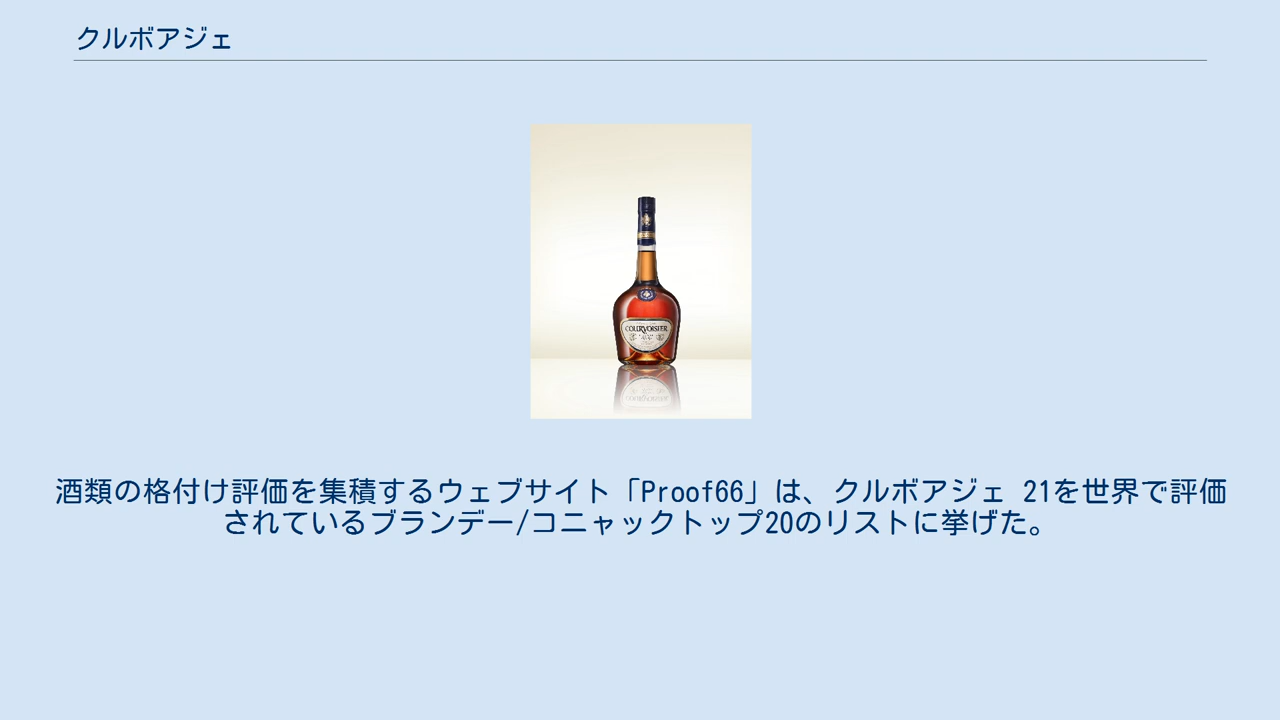 クルボアジェ
COURVOISIER
酒類の格付け評価を集積するウェブサイト「Proof66」は、クルボアジェ 21を世界で評価
されているブランデー/コニャックトップ20のリストに挙げた。